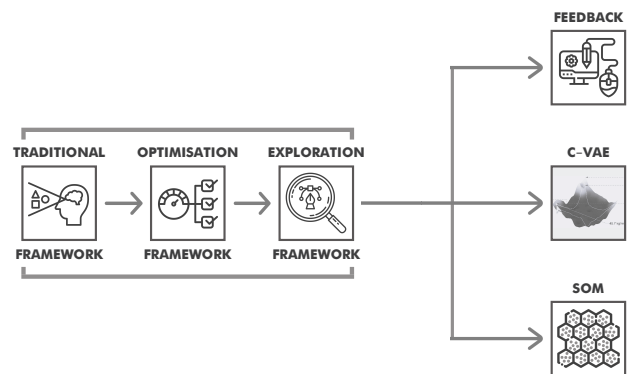 FEEDBACK
TRADITIONAL
OPTIMISATION
EXPLORATION
C-VAE
FRAMEWORK
FRAMEWORK
FRAMEWORK
SOM